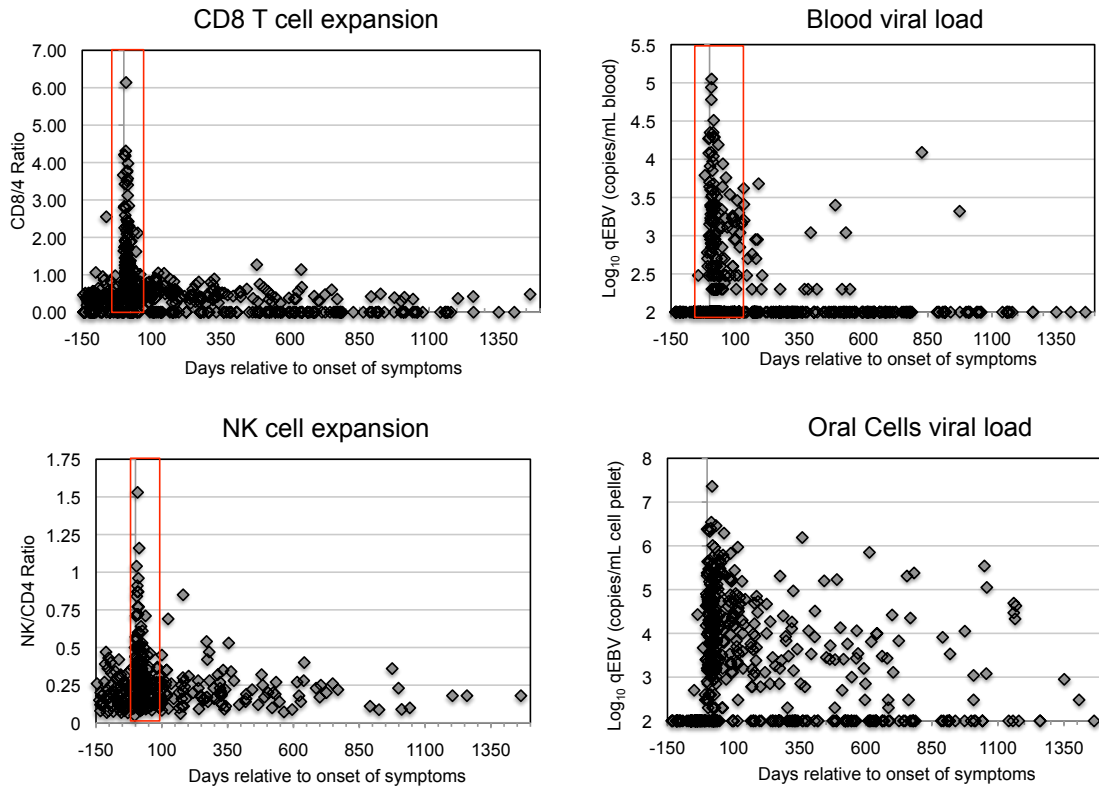 CD8 T cell expansion
7.00
6.00
5.00
4.00
3.00
2.00
1.00
0.00
CD8/4 Ratio
-150 100 350 600 850 1100 1350
Days relative to onset of symptoms
Blood viral load
5.5
5
4.5
4
3.5
3
2.5
2
Log₁₀ qEBV (copies/mL blood)
-150 100 350 600 850 1100 1350
Days relative to onset of symptoms
NK cell expansion
1.75
1.5
1.25
1
0.75
0.5
0.25
0
NK/CD4 Ratio
-150 100 350 600 850 1100 1350
Days relative to onset of symptoms
Oral Cells viral load
8
7
6
5
4
3
2
Log₁₀ qEBV (copies/mL cell pellet)
-150 100 350 600 850 1100 1350
Days relative to onset of symptoms